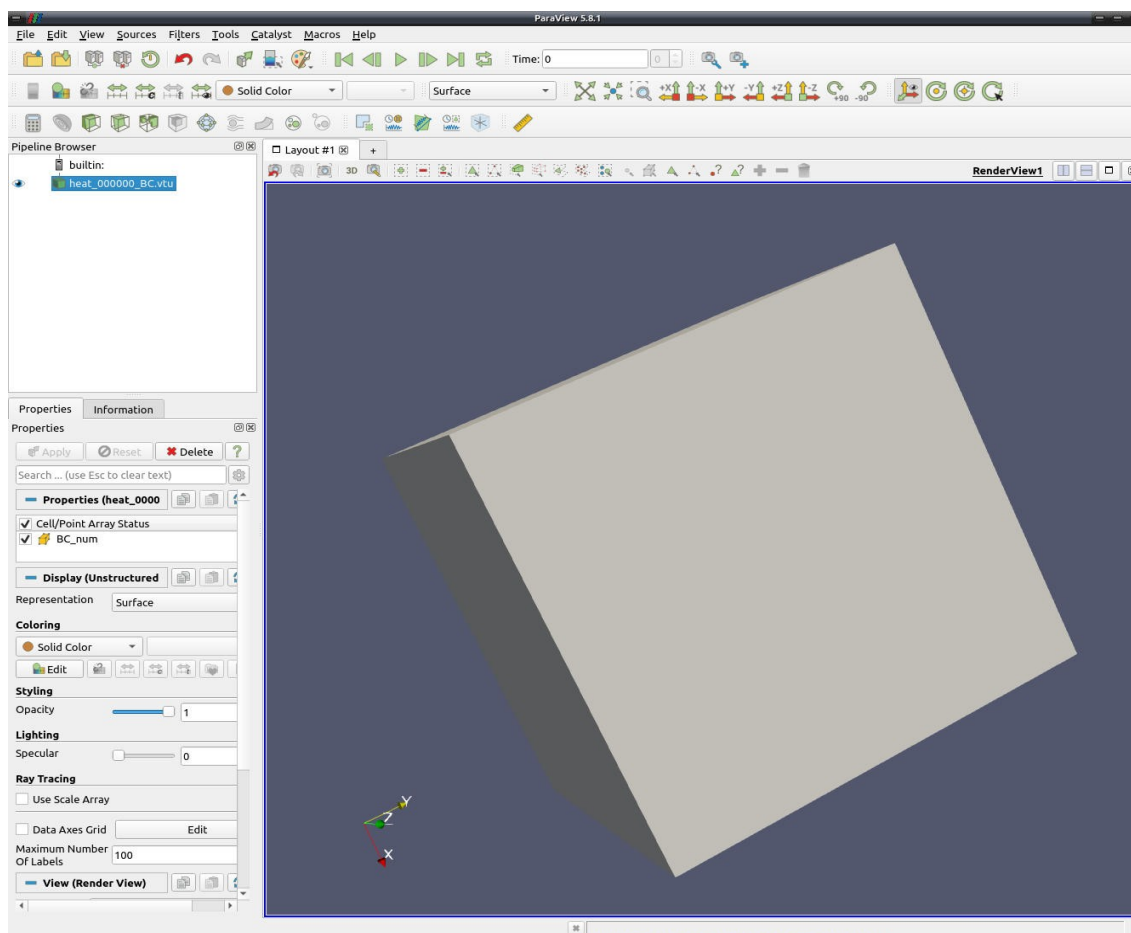 ParaView 5.8.1
File Edit View Sources Filters Tools Catalyst Macros Help
Time: 0 0
Solid Color Surface +X -X +Y -Y +Z -Z +90 -90
Pipeline Browser
Layout #1 +
builtin:
3D RenderView1
heat_000000_BC.vtu
Properties Information
Properties
Apply Reset Delete ?
Search ... (use Esc to clear text)
Properties (heat_0000
Cell/Point Array Status
BC_num
Display (Unstructured
Representation Surface
Coloring
Solid Color
Edit
Styling
Opacity 1
Lighting
Specular 0
Ray Tracing
Use Scale Array
Data Axes Grid Edit
Maximum Number
Of Labels 100
View (Render View)
Y
Z
X